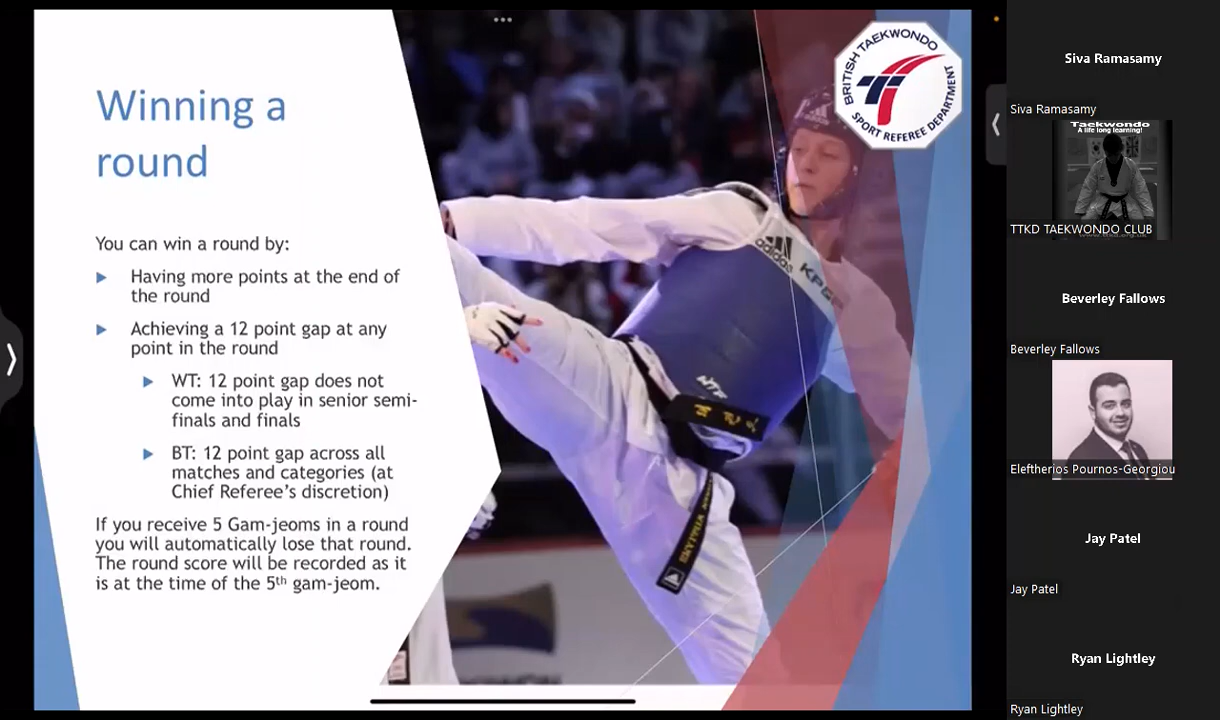 Winning a
round
You can win a round by:
Having more points at the end of
the round
Achieving a 12 point gap at any
point in the round
WT: 12 point gap does not
come into play in senior semi-
finals and finals
BT: 12 point gap across all
matches and categories (at
Chief Referee's discretion)
If you receive 5 Gam-jeoms in a round
you will automatically lose that round.
The round score will be recorded as it
is at the time of the 5th gam-jeom.
BRITISH TAEKWONDO
SPORT REFEREE DEPARTMENT
adidas
WTF
Siva Ramasamy
Siva Ramasamy
Taekwondo
A life long learning!
TTKD TAEKWONDO CLUB
Beverley Fallows
Beverley Fallows
Eleftherios Pournos-Georgiou
Jay Patel
Jay Patel
Ryan Lightley
Ryan Lightley